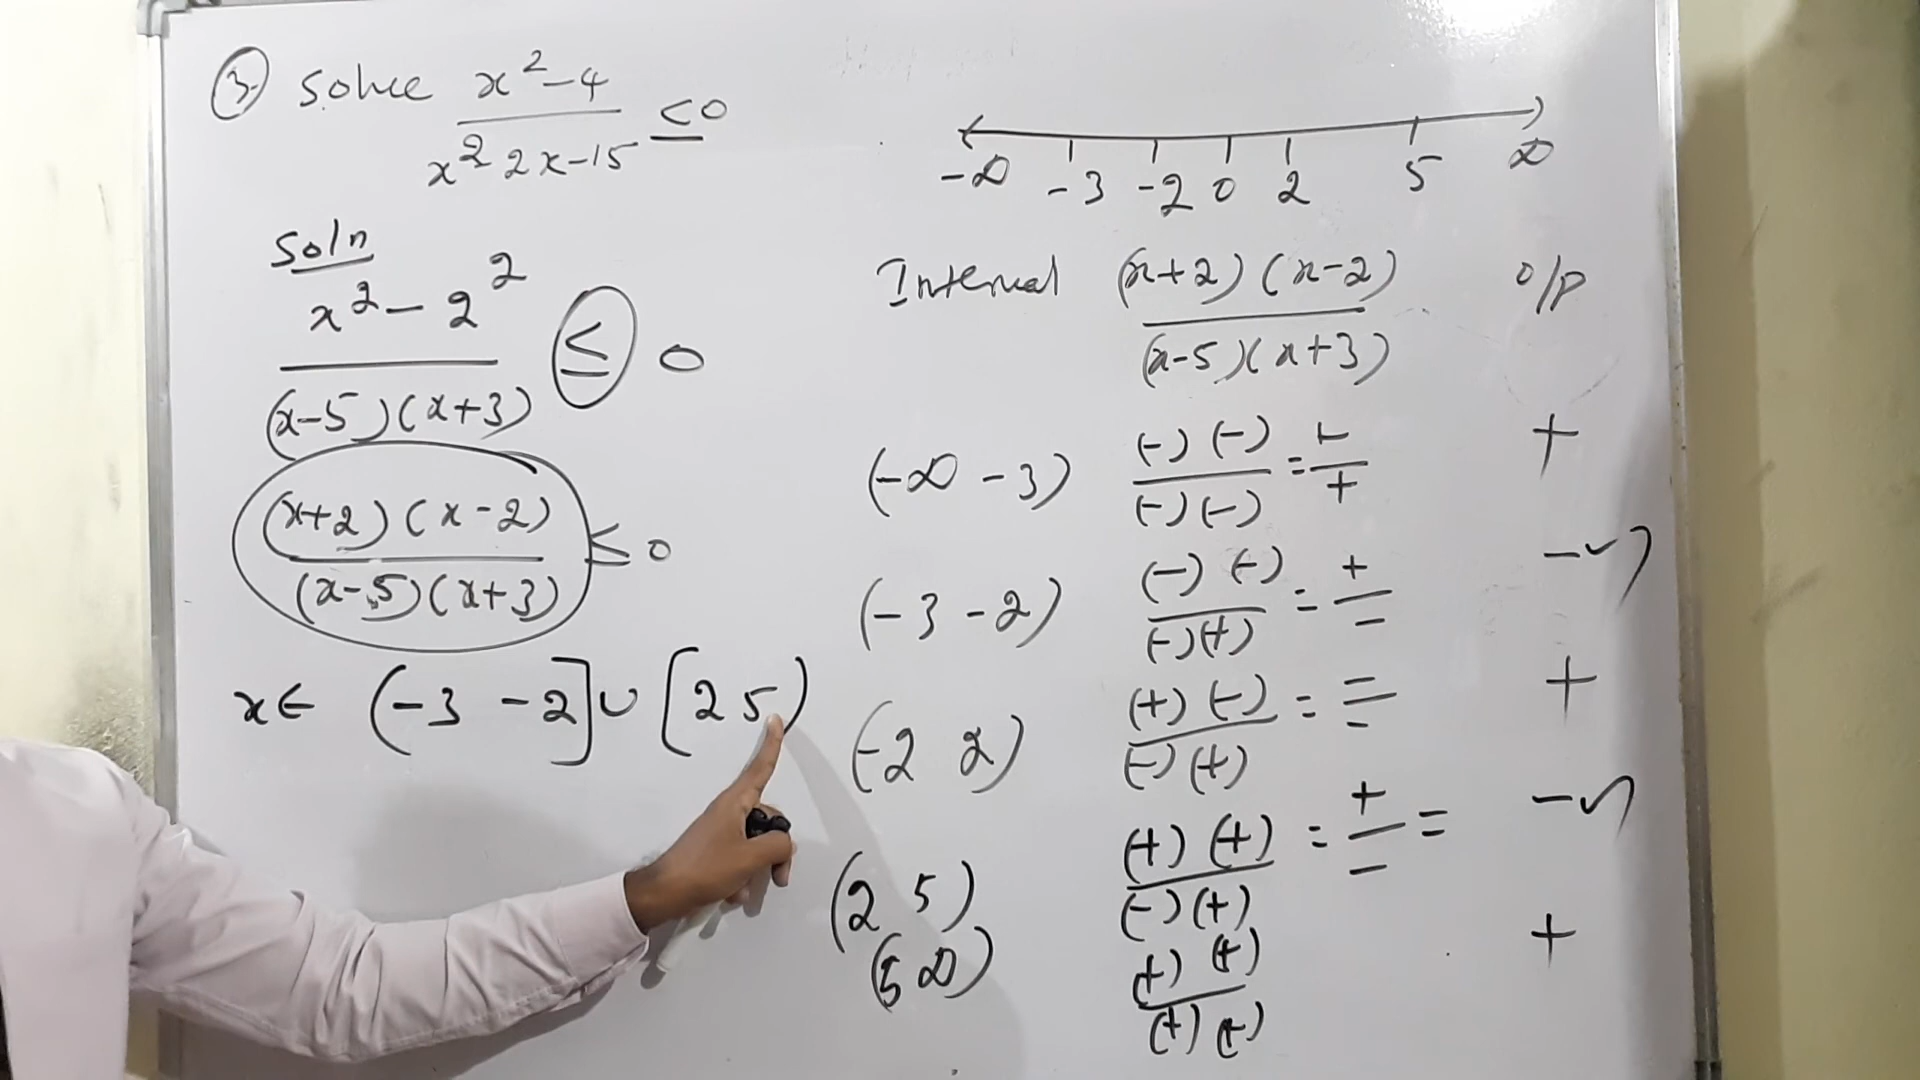 3. Solve x² - 4
x² 2x - 15 ≤ 0
Soln
x² - 2²
(x-5)(x+3) ≤ 0
(x+2)(x-2)
(x-5)(x+3) ≤ 0
x ∈ (-3 -2] ∪ [2 5)
-∞ -3 -2 0 2 5 ∞
Interval (x+2)(x-2) O/P
(x-5)(x+3)
(-∞ -3) (-)(-) = + +
(-)(-) +
(-3 -2) (-)(-) = + - ✓
(-)(+) -
(-2 2) (+)(-) = - +
(-)(+) -
(2 5) (+)(+) = + = - ✓
(-)(+) -
(5 ∞) (+)(+) +
(+)(+)